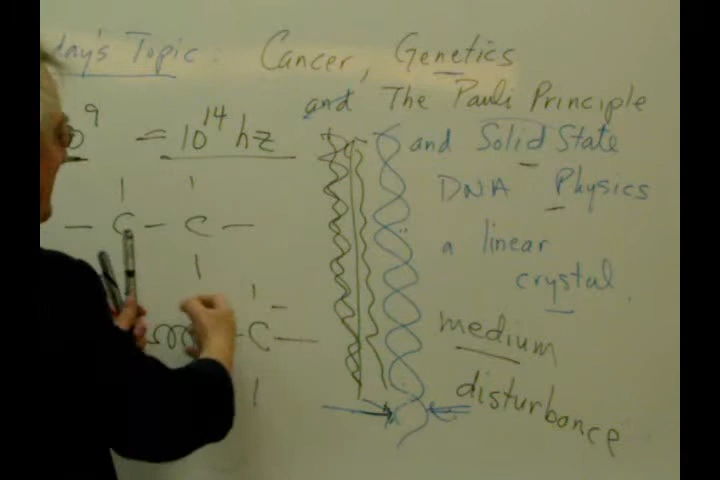 day's Topic: Cancer, Genetics
and The Pauli Principle
9
= 10 14 hz
and Solid State
DNA Physics
a linear
crystal.
— C — C —
C —
medium
disturbance